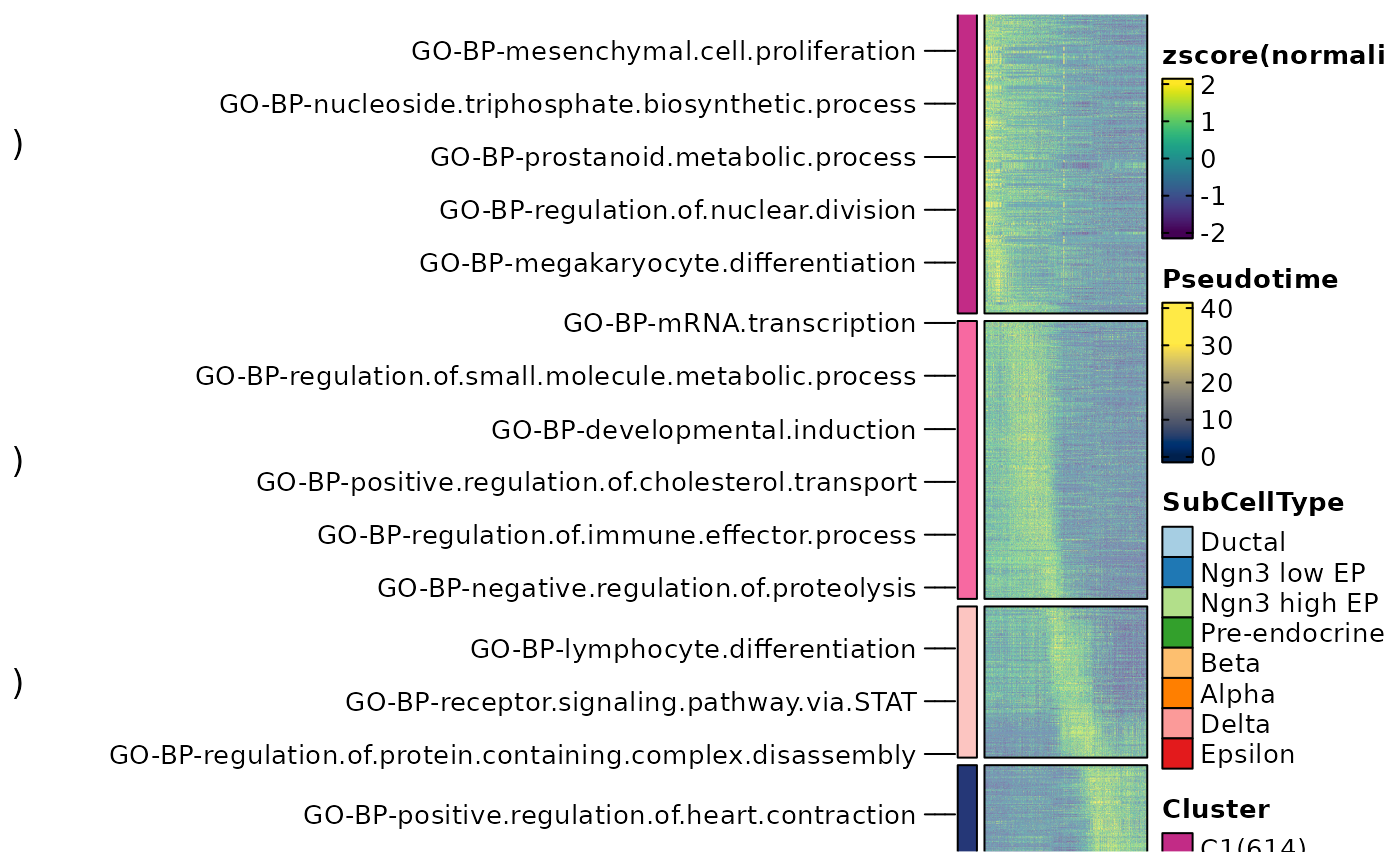 )
)
)
GO-BP-mesenchymal.cell.proliferation
GO-BP-nucleoside.triphosphate.biosynthetic.process
GO-BP-prostanoid.metabolic.process
GO-BP-regulation.of.nuclear.division
GO-BP-megakaryocyte.differentiation
GO-BP-mRNA.transcription
GO-BP-regulation.of.small.molecule.metabolic.process
GO-BP-developmental.induction
GO-BP-positive.regulation.of.cholesterol.transport
GO-BP-regulation.of.immune.effector.process
GO-BP-negative.regulation.of.proteolysis
GO-BP-lymphocyte.differentiation
GO-BP-receptor.signaling.pathway.via.STAT
GO-BP-regulation.of.protein.containing.complex.disassembly
GO-BP-positive.regulation.of.heart.contraction
zscore(normali
2
1
0
-1
-2
Pseudotime
40
30
20
10
0
SubCellType
Ductal
Ngn3 low EP
Ngn3 high EP
Pre-endocrine
Beta
Alpha
Delta
Epsilon
Cluster
C1(614)